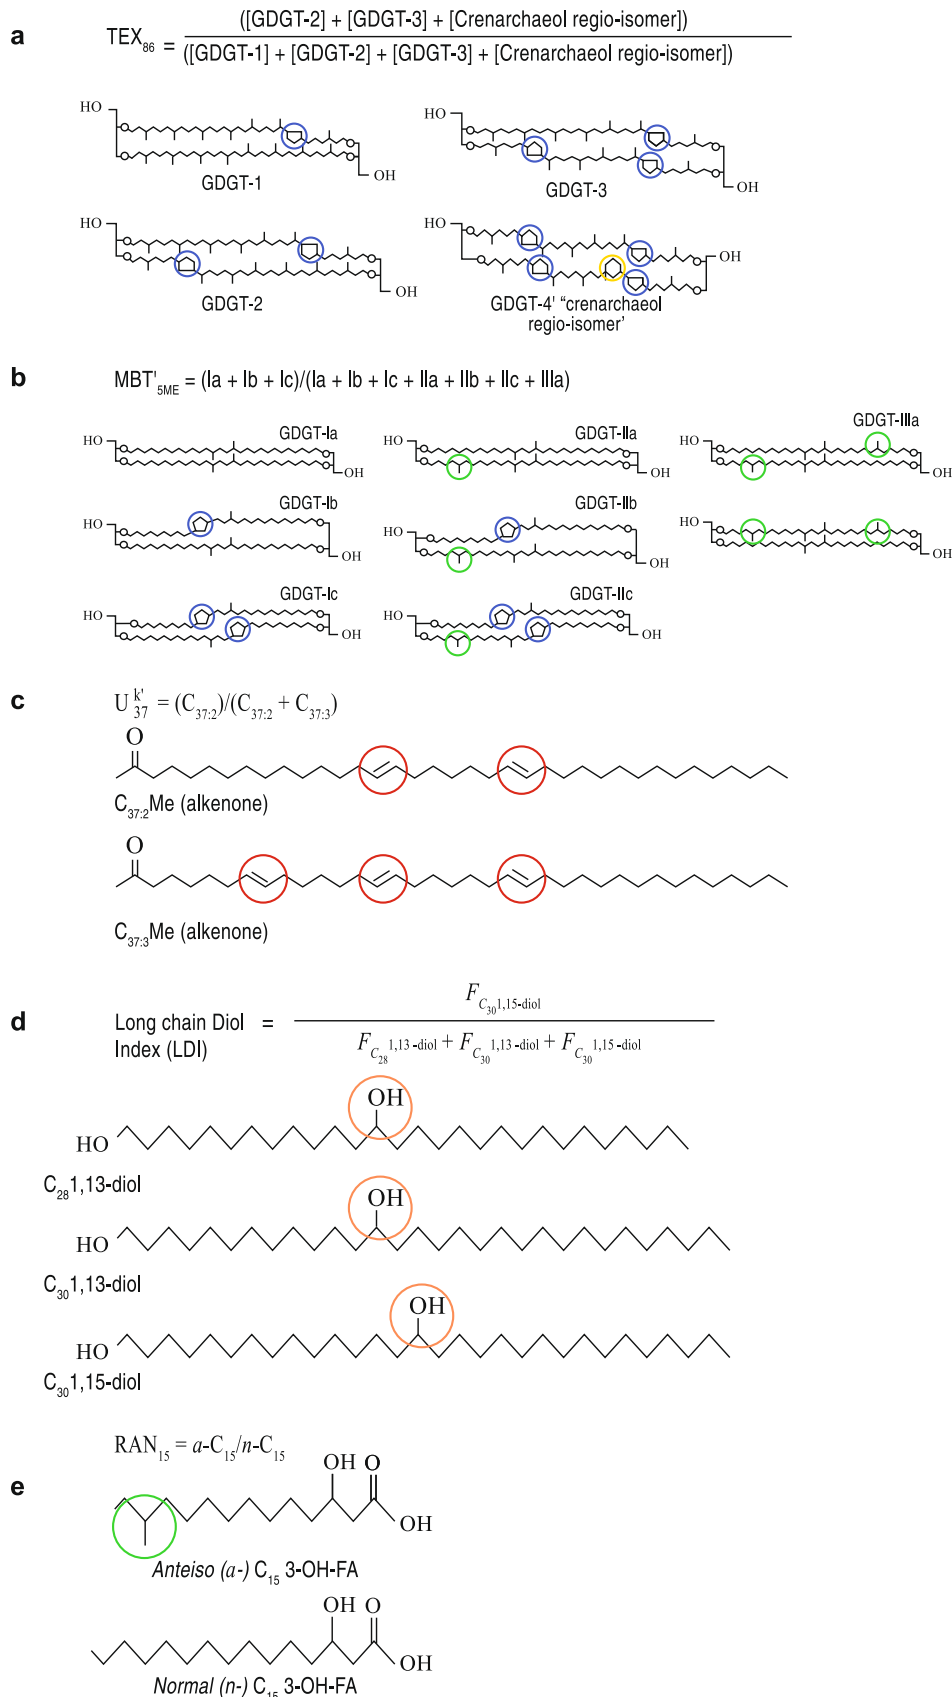 a
TEX₈₆ = ([GDGT-2] + [GDGT-3] + [Crenarchaeol regio-isomer])
([GDGT-1] + [GDGT-2] + [GDGT-3] + [Crenarchaeol regio-isomer])
HO
OH
GDGT-1
HO
OH
GDGT-3
HO
OH
GDGT-2
HO
OH
GDGT-4' “crenarchaeol
regio-isomer'
b
MBT'₅ME = (Ia + Ib + Ic)/(Ia + Ib + Ic + IIa + IIb + IIc + IIIa)
GDGT-Ia
HO
OH
GDGT-IIa
HO
OH
GDGT-IIIa
HO
OH
GDGT-Ib
HO
OH
GDGT-IIb
HO
OH
HO
OH
GDGT-Ic
HO
OH
GDGT-IIc
HO
OH
c
U k' 37 = (C37:2)/(C37:2 + C37:3)
O
C37:2Me (alkenone)
O
C37:3Me (alkenone)
d
Long chain Diol
Index (LDI)
=
F C₃₀ 1,15-diol
F C₂₈ 1,13-diol + F C₃₀ 1,13-diol + F C₃₀ 1,15-diol
OH
HO
C₂₈1,13-diol
OH
HO
C₃₀1,13-diol
OH
HO
C₃₀1,15-diol
RAN₁₅ = a-C₁₅/n-C₁₅
e
OH
O
OH
Anteiso (a-) C₁₅ 3-OH-FA
OH
O
OH
Normal (n-) C₁₅ 3-OH-FA